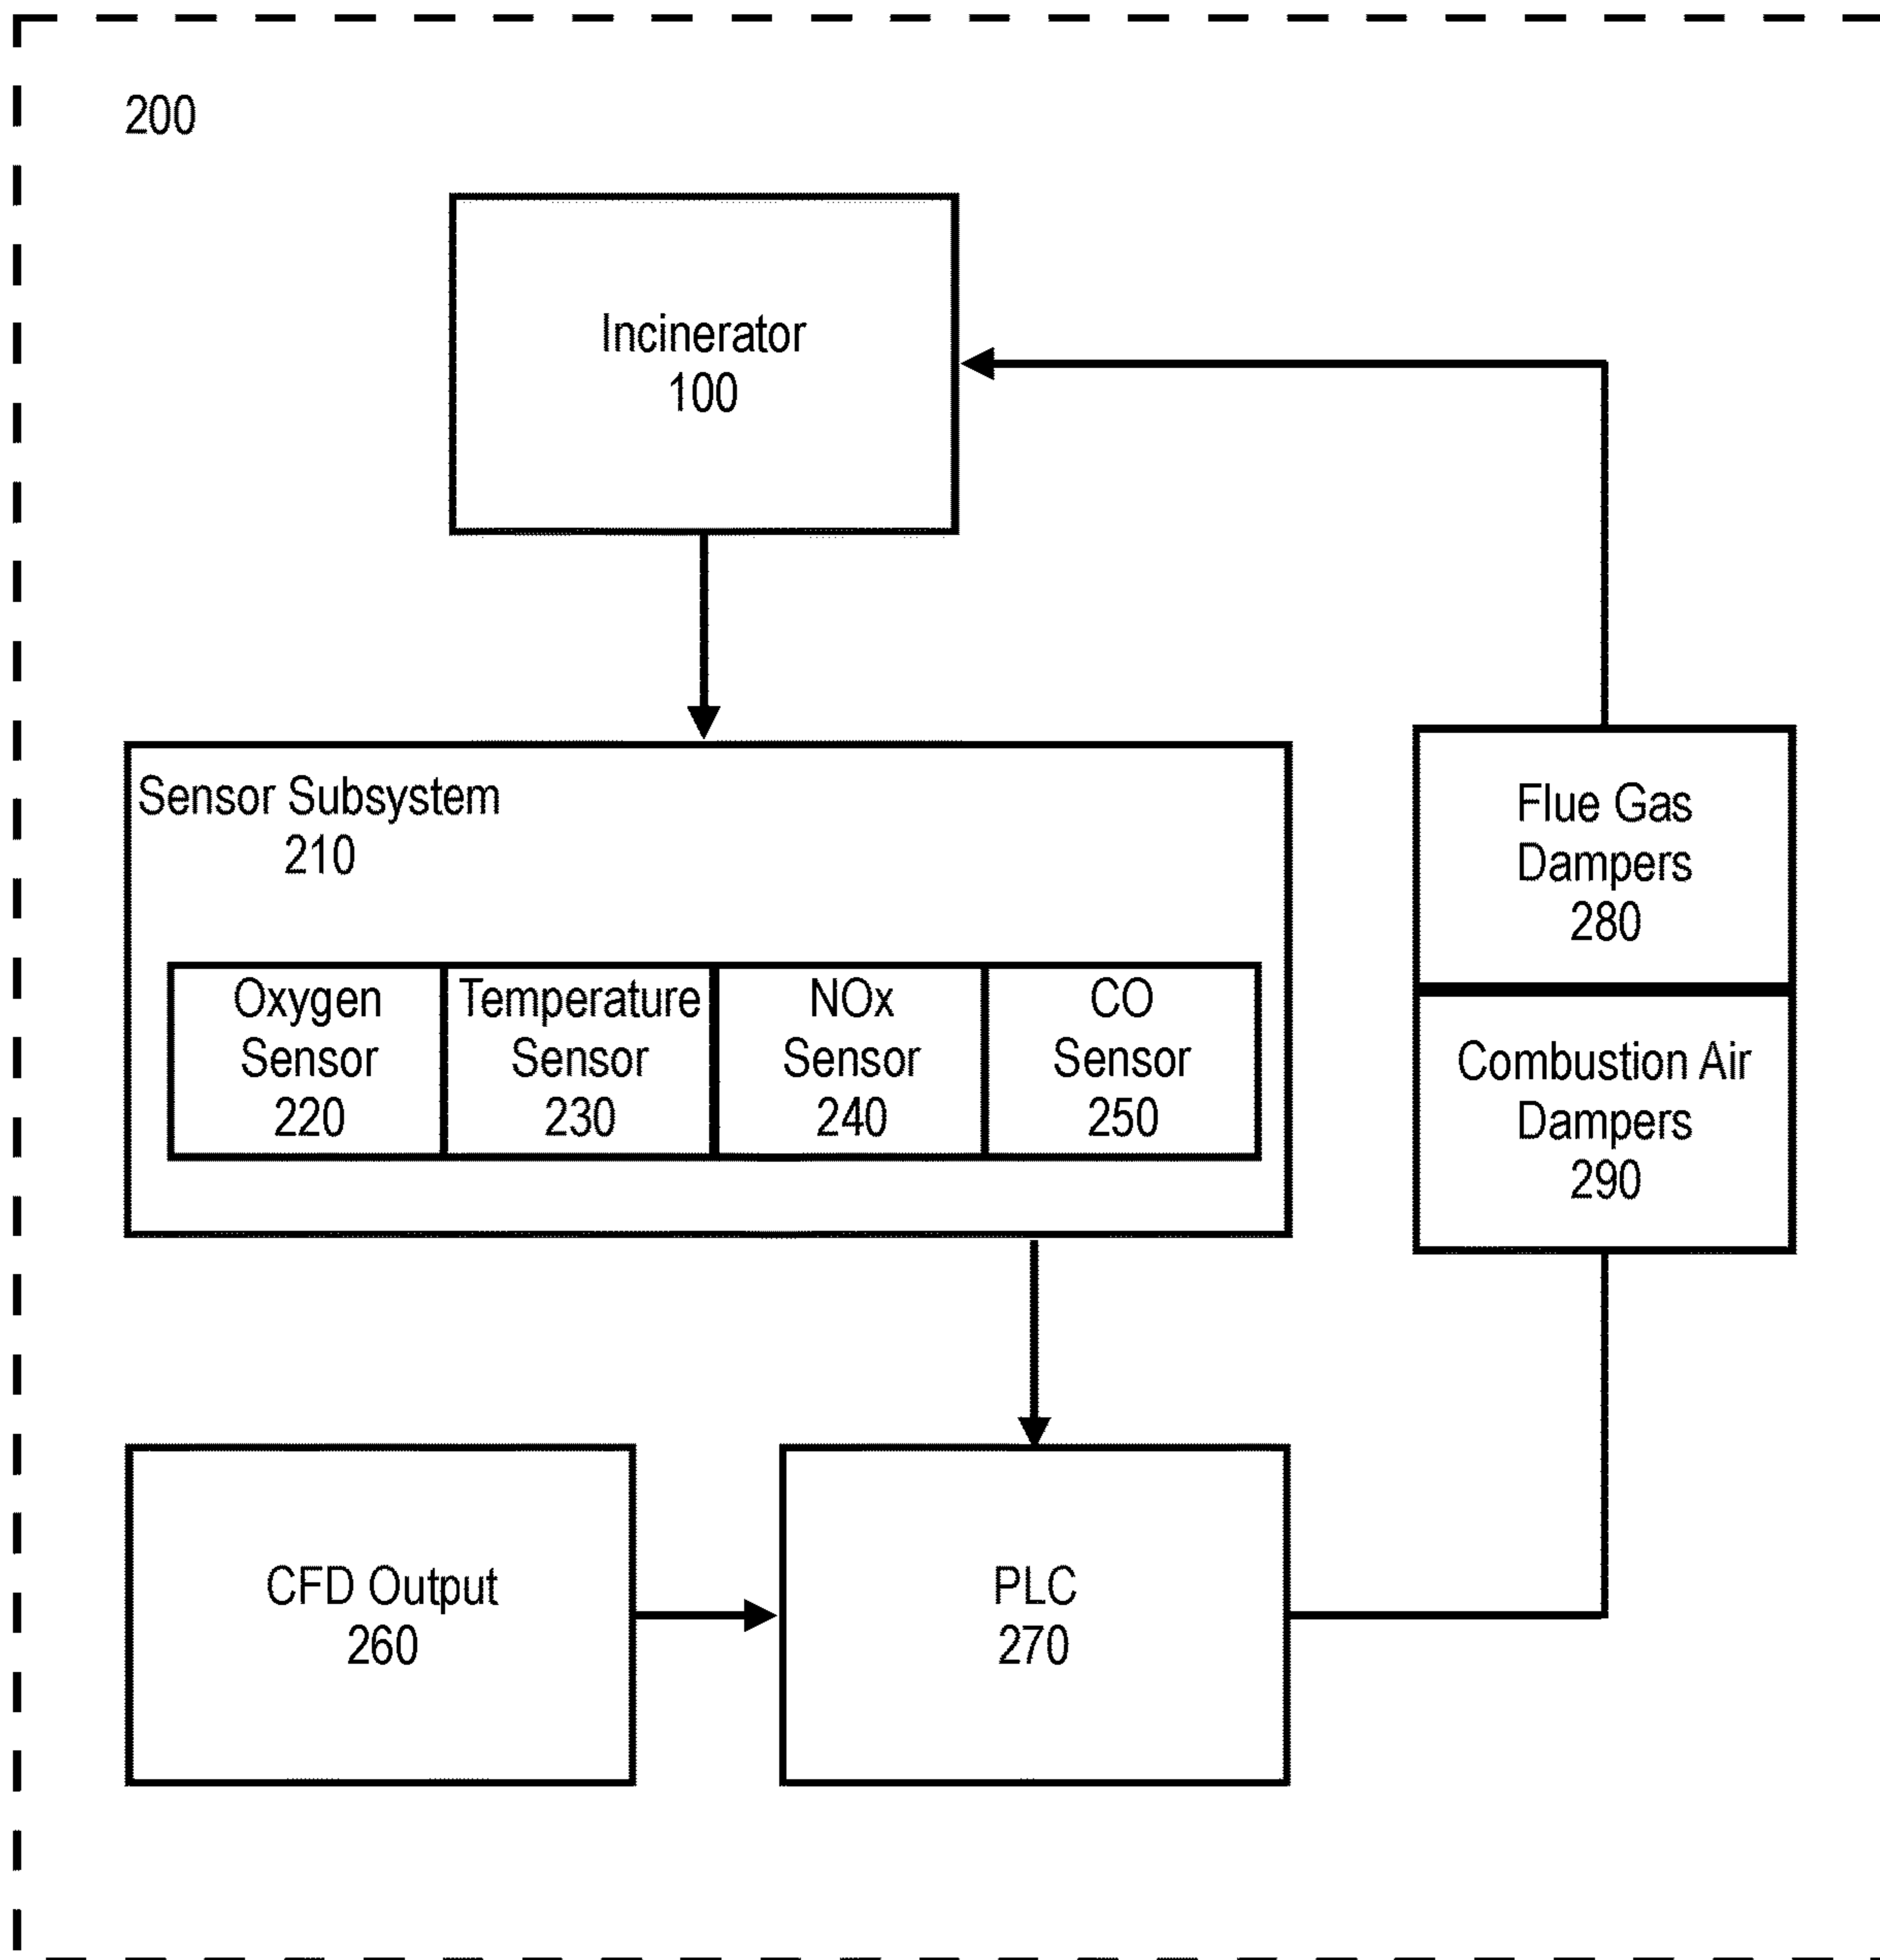 200
Incinerator
100
Sensor Subsystem
210
Oxygen
Sensor
220
Temperature
Sensor
230
NOx
Sensor
240
CO
Sensor
250
Flue Gas
Dampers
280
Combustion Air
Dampers
290
CFD Output
260
PLC
270